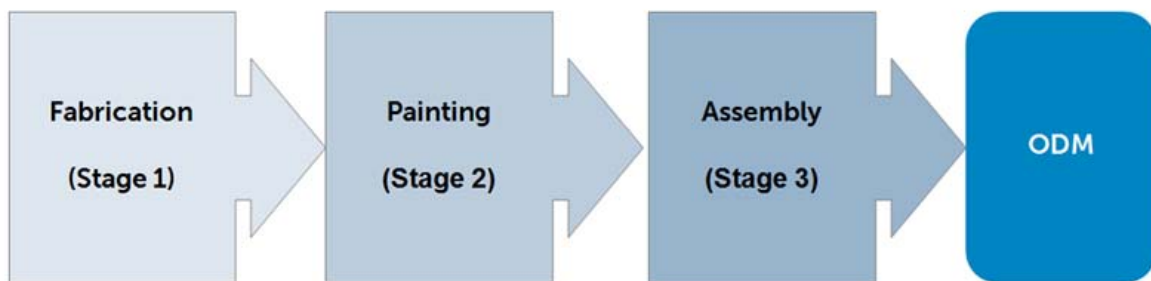 Fabrication
(Stage 1)
Painting
(Stage 2)
Assembly
(Stage 3)
ODM